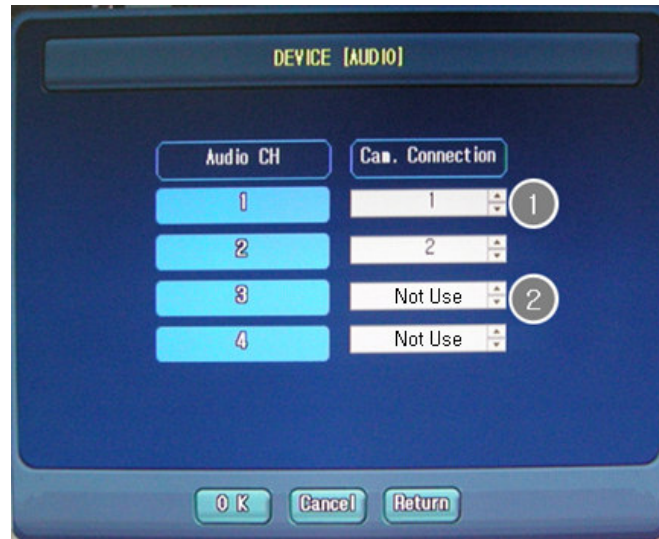 DEVICE [AUDIO]
Audio CH Cam. Connection
1 1 1
2 2
3 Not Use 2
4 Not Use
O K Cancel Return